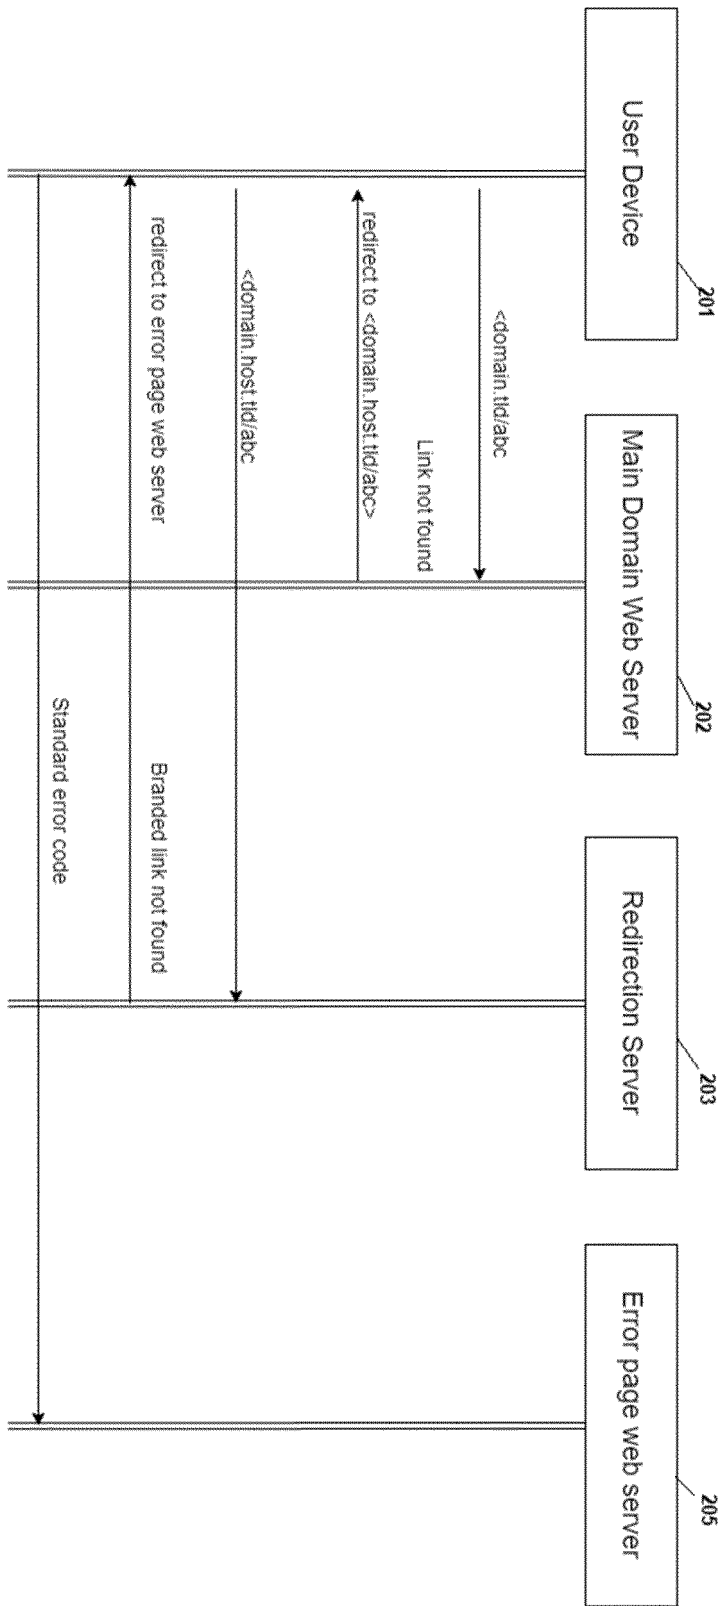 201
User Device
202
Main Domain Web Server
203
Redirection Server
205
Error page web server
<domain.tld/abc
Link not found
redirect to <domain.host.tld/abc>
<domain.host.tld/abc
Branded link not found
redirect to error page web server
Standard error code